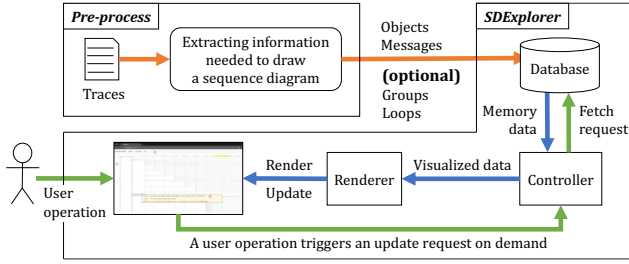 Pre-process
SDExplorer
Traces
Extracting information
needed to draw
a sequence diagram
Objects
Messages
(optional)
Groups
Loops
Database
Memory
data
Fetch
request
User
operation
Render
Update
Renderer
Visualized data
Controller
A user operation triggers an update request on demand